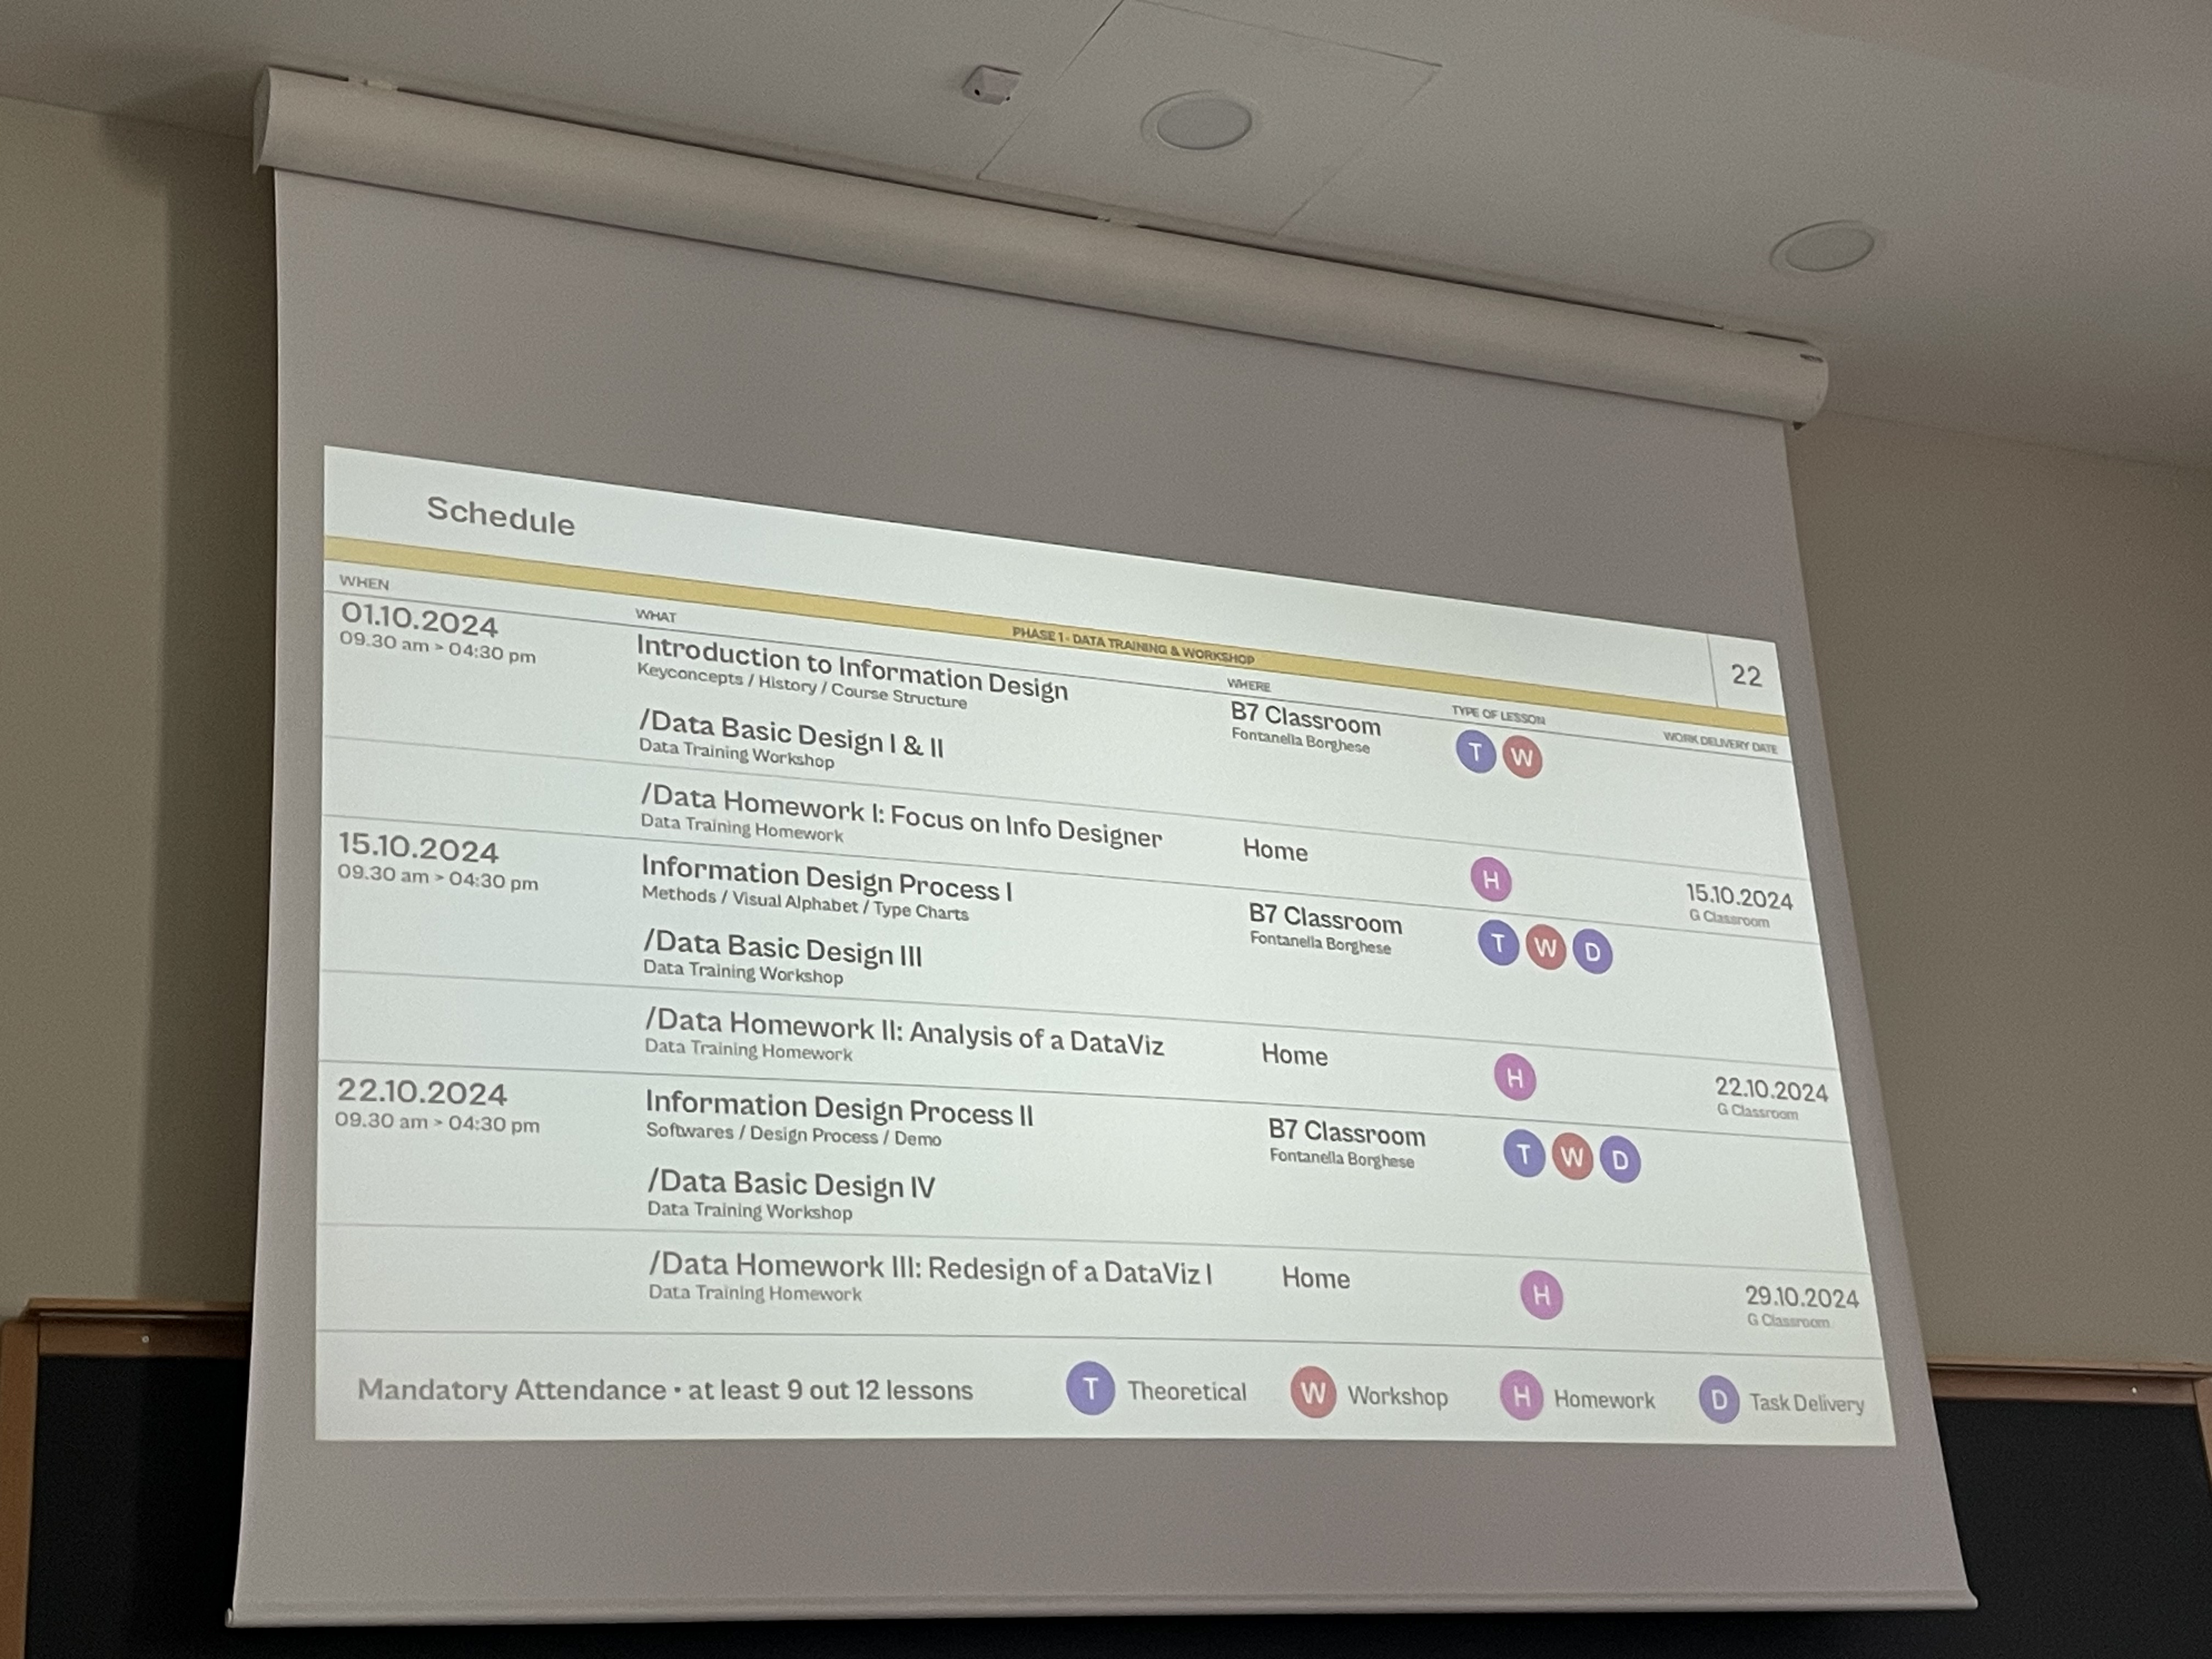 Schedule
22
PHASE 1 - DATA TRAINING & WORKSHOP
WHEN
WHAT
WHERE
TYPE OF LESSON
WORK DELIVERY DATE
01.10.2024
09.30 am > 04:30 pm
Introduction to Information Design
Keyconcepts / History / Course Structure
B7 Classroom
Fontanella Borghese
T W
/Data Basic Design I & II
Data Training Workshop
/Data Homework I: Focus on Info Designer
Data Training Homework
Home
H
15.10.2024
G Classroom
15.10.2024
09.30 am > 04:30 pm
Information Design Process I
Methods / Visual Alphabet / Type Charts
B7 Classroom
Fontanella Borghese
T W D
/Data Basic Design III
Data Training Workshop
/Data Homework II: Analysis of a DataViz
Data Training Homework
Home
H
22.10.2024
G Classroom
22.10.2024
09.30 am > 04:30 pm
Information Design Process II
Softwares / Design Process / Demo
B7 Classroom
Fontanella Borghese
T W D
/Data Basic Design IV
Data Training Workshop
/Data Homework III: Redesign of a DataViz I
Data Training Homework
Home
H
29.10.2024
G Classroom
Mandatory Attendance • at least 9 out 12 lessons
T Theoretical
W Workshop
H Homework
D Task Delivery